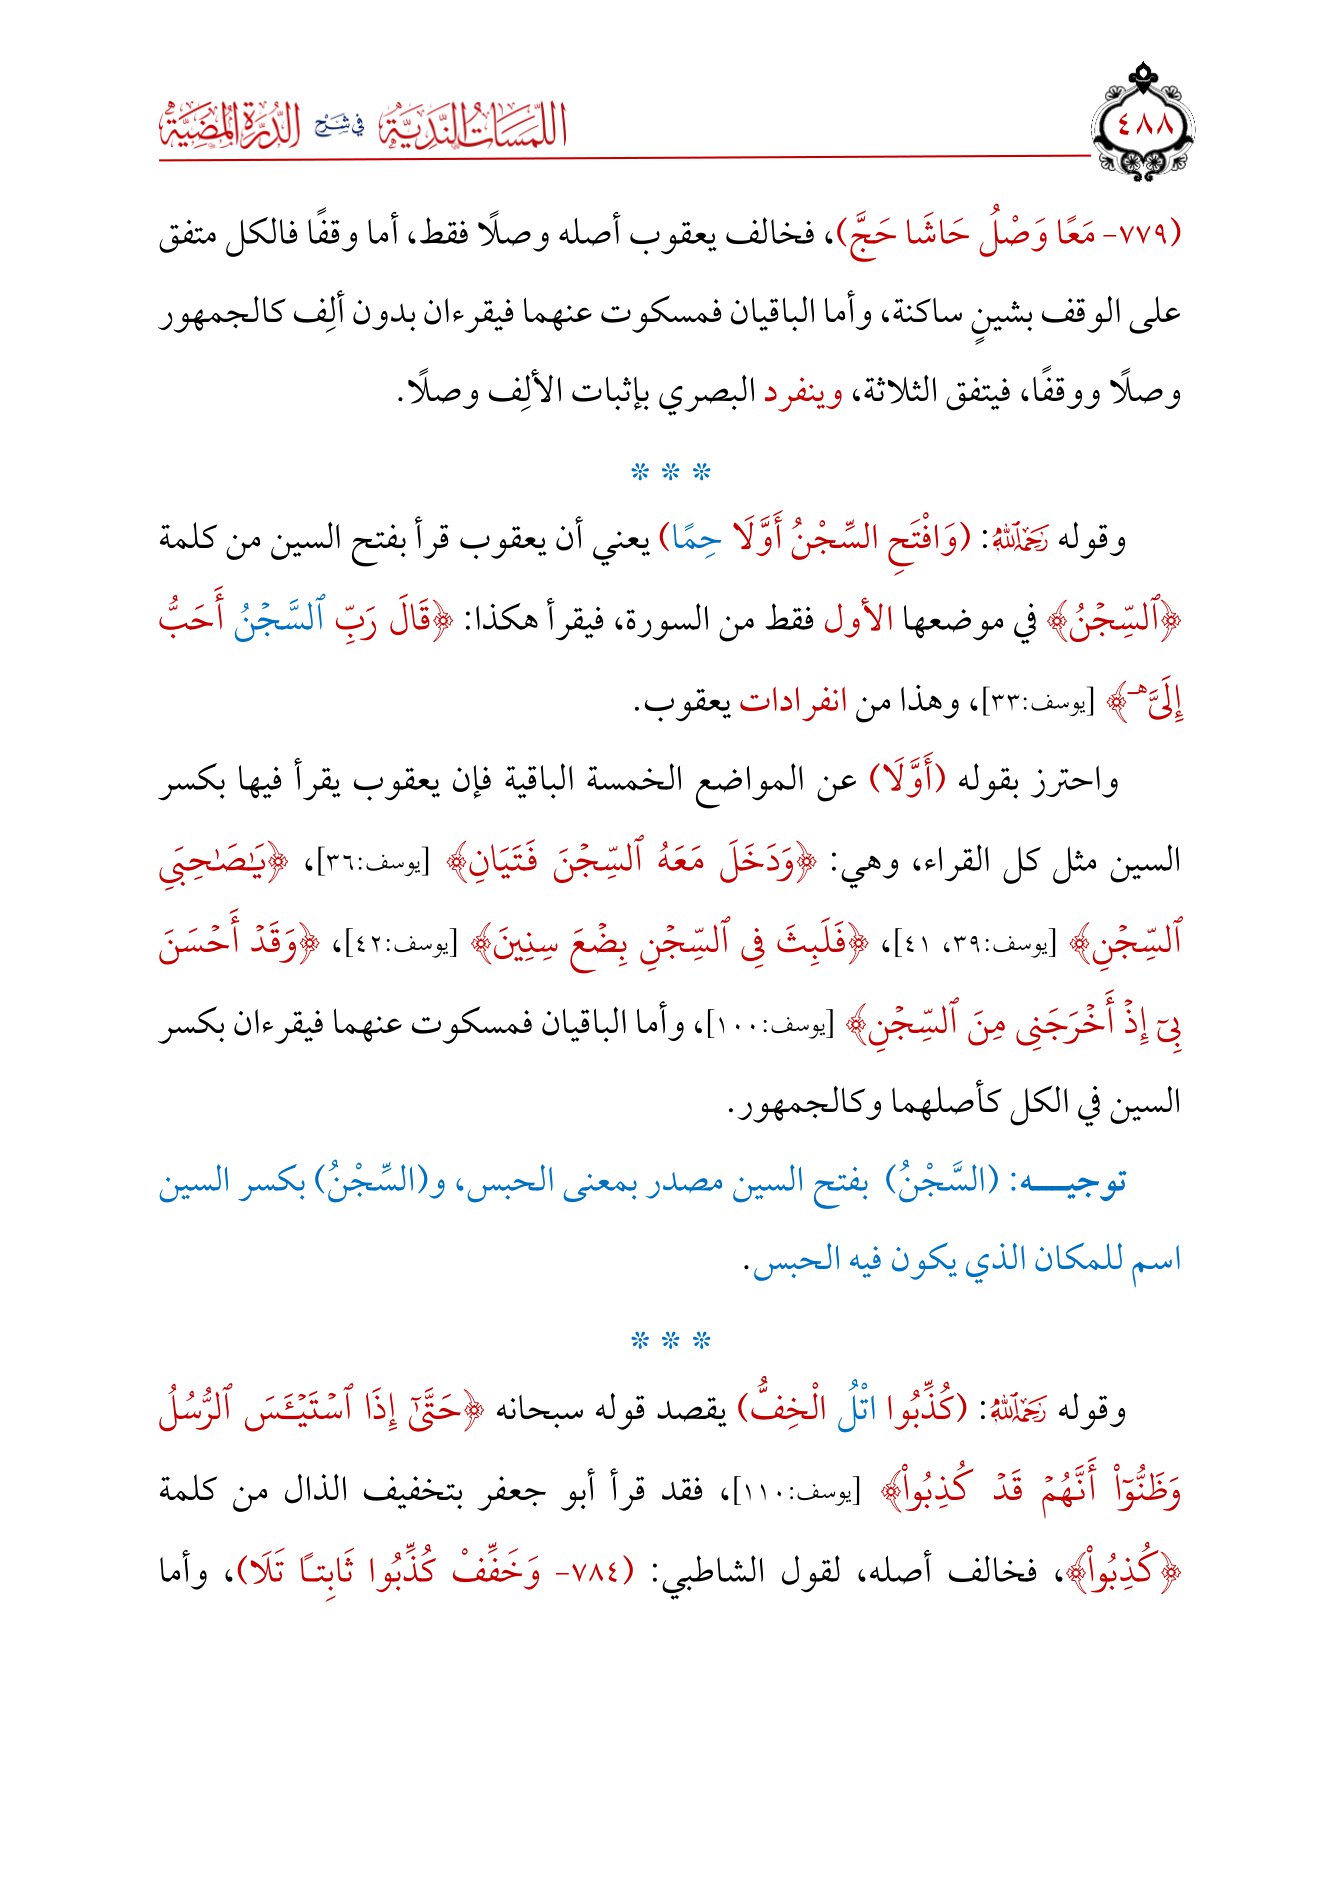 اللمسات الندية في شرح الدرة المضية
٤٨٨
(٧٧٩- مَعًا وَصْلُ حَاشَا حَجَّ)، فخالف يعقوب أصله وصلًا فقط، أما وقفًا فالكل متفق
على الوقف بشينٍ ساكنة، وأما الباقيان فمسكوت عنهما فيقرءان بدون ألِف كالجمهور
وصلًا ووقفًا، فيتفق الثلاثة، وينفرد البصري بإثبات الألِف وصلًا.
* * *
وقوله رَحِمَهُ ٱللَّهُ: (وَافْتَحِ السِّجْنُ أَوَّلَا حِمًا) يعني أن يعقوب قرأ بفتح السين من كلمة
﴿ٱلسِّجۡنُ﴾ في موضعها الأول فقط من السورة، فيقرأ هكذا: ﴿قَالَ رَبِّ ٱلسَّجۡنُ أَحَبُّ
إِلَىَّهـ﴾ [يوسف:٣٣]، وهذا من انفرادات يعقوب.
واحترز بقوله (أَوَّلَا) عن المواضع الخمسة الباقية فإن يعقوب يقرأ فيها بكسر
السين مثل كل القراء، وهي: ﴿وَدَخَلَ مَعَهُ ٱلسِّجۡنَ فَتَيَانِ﴾ [يوسف:٣٦]، ﴿يَٰصَٰحِبَىِ
ٱلسِّجۡنِ﴾ [يوسف:٣٩، ٤١]، ﴿فَلَبِثَ فِى ٱلسِّجۡنِ بِضۡعَ سِنِينَ﴾ [يوسف:٤٢]، ﴿وَقَدۡ أَحۡسَنَ
بِىٓ إِذۡ أَخۡرَجَنِى مِنَ ٱلسِّجۡنِ﴾ [يوسف:١٠٠]، وأما الباقيان فمسكوت عنهما فيقرءان بكسر
السين في الكل كأصلهما وكالجمهور.
توجيـــه: (السَّجْنُ) بفتح السين مصدر بمعنى الحبس، و(السِّجْنُ) بكسر السين
اسم للمكان الذي يكون فيه الحبس.
* * *
وقوله رَحِمَهُ ٱللَّهُ: (كُذِّبُوا اتْلُ الْخِفُّ) يقصد قوله سبحانه ﴿حَتَّىٰٓ إِذَا ٱسۡتَيۡـَٔسَ ٱلرُّسُلُ
وَظَنُّوٓاْ أَنَّهُمۡ قَدۡ كُذِبُواْ﴾ [يوسف:١١٠]، فقد قرأ أبو جعفر بتخفيف الذال من كلمة
﴿كُذِبُواْ﴾، فخالف أصله، لقول الشاطبي: (٧٨٤- وَخَفِّفْ كُذِّبُوا ثَابِتـًا تَلَا)، وأما